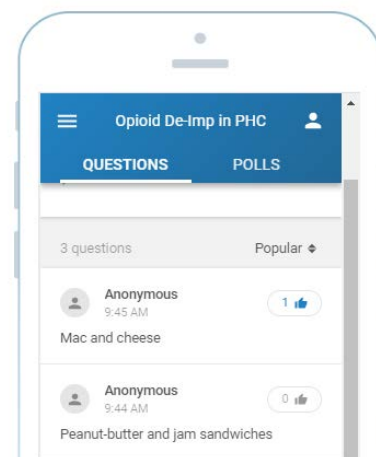 Opioid De-Imp in PHC
QUESTIONS POLLS
3 questions Popular
Anonymous 1
9:45 AM
Mac and cheese
Anonymous 0
9:44 AM
Peanut-butter and jam sandwiches